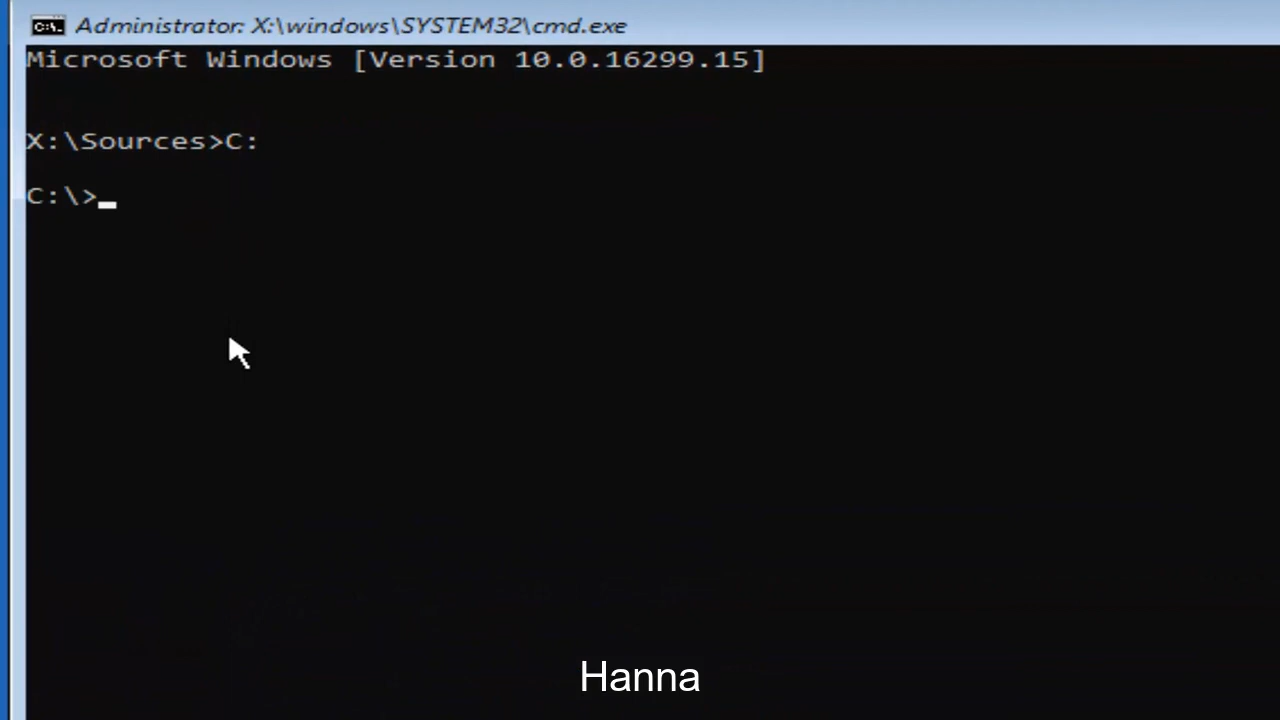 Administrator: X:\windows\SYSTEM32\cmd.exe
Microsoft Windows [Version 10.0.16299.15]
X:\Sources>C:
C:\>
Hanna